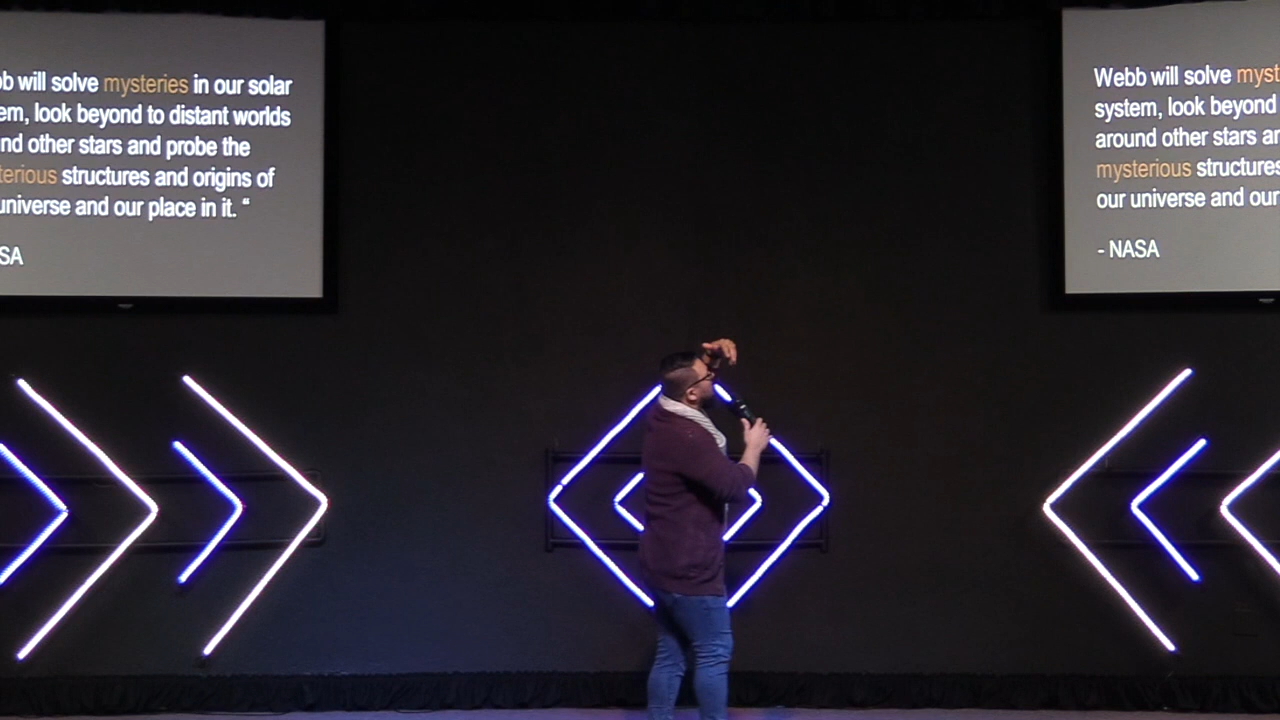 bb will solve mysteries in our solar
em, look beyond to distant worlds
nd other stars and probe the
terious structures and origins of
universe and our place in it. “
SA
Webb will solve myst
system, look beyond
around other stars ar
mysterious structures
our universe and our
- NASA